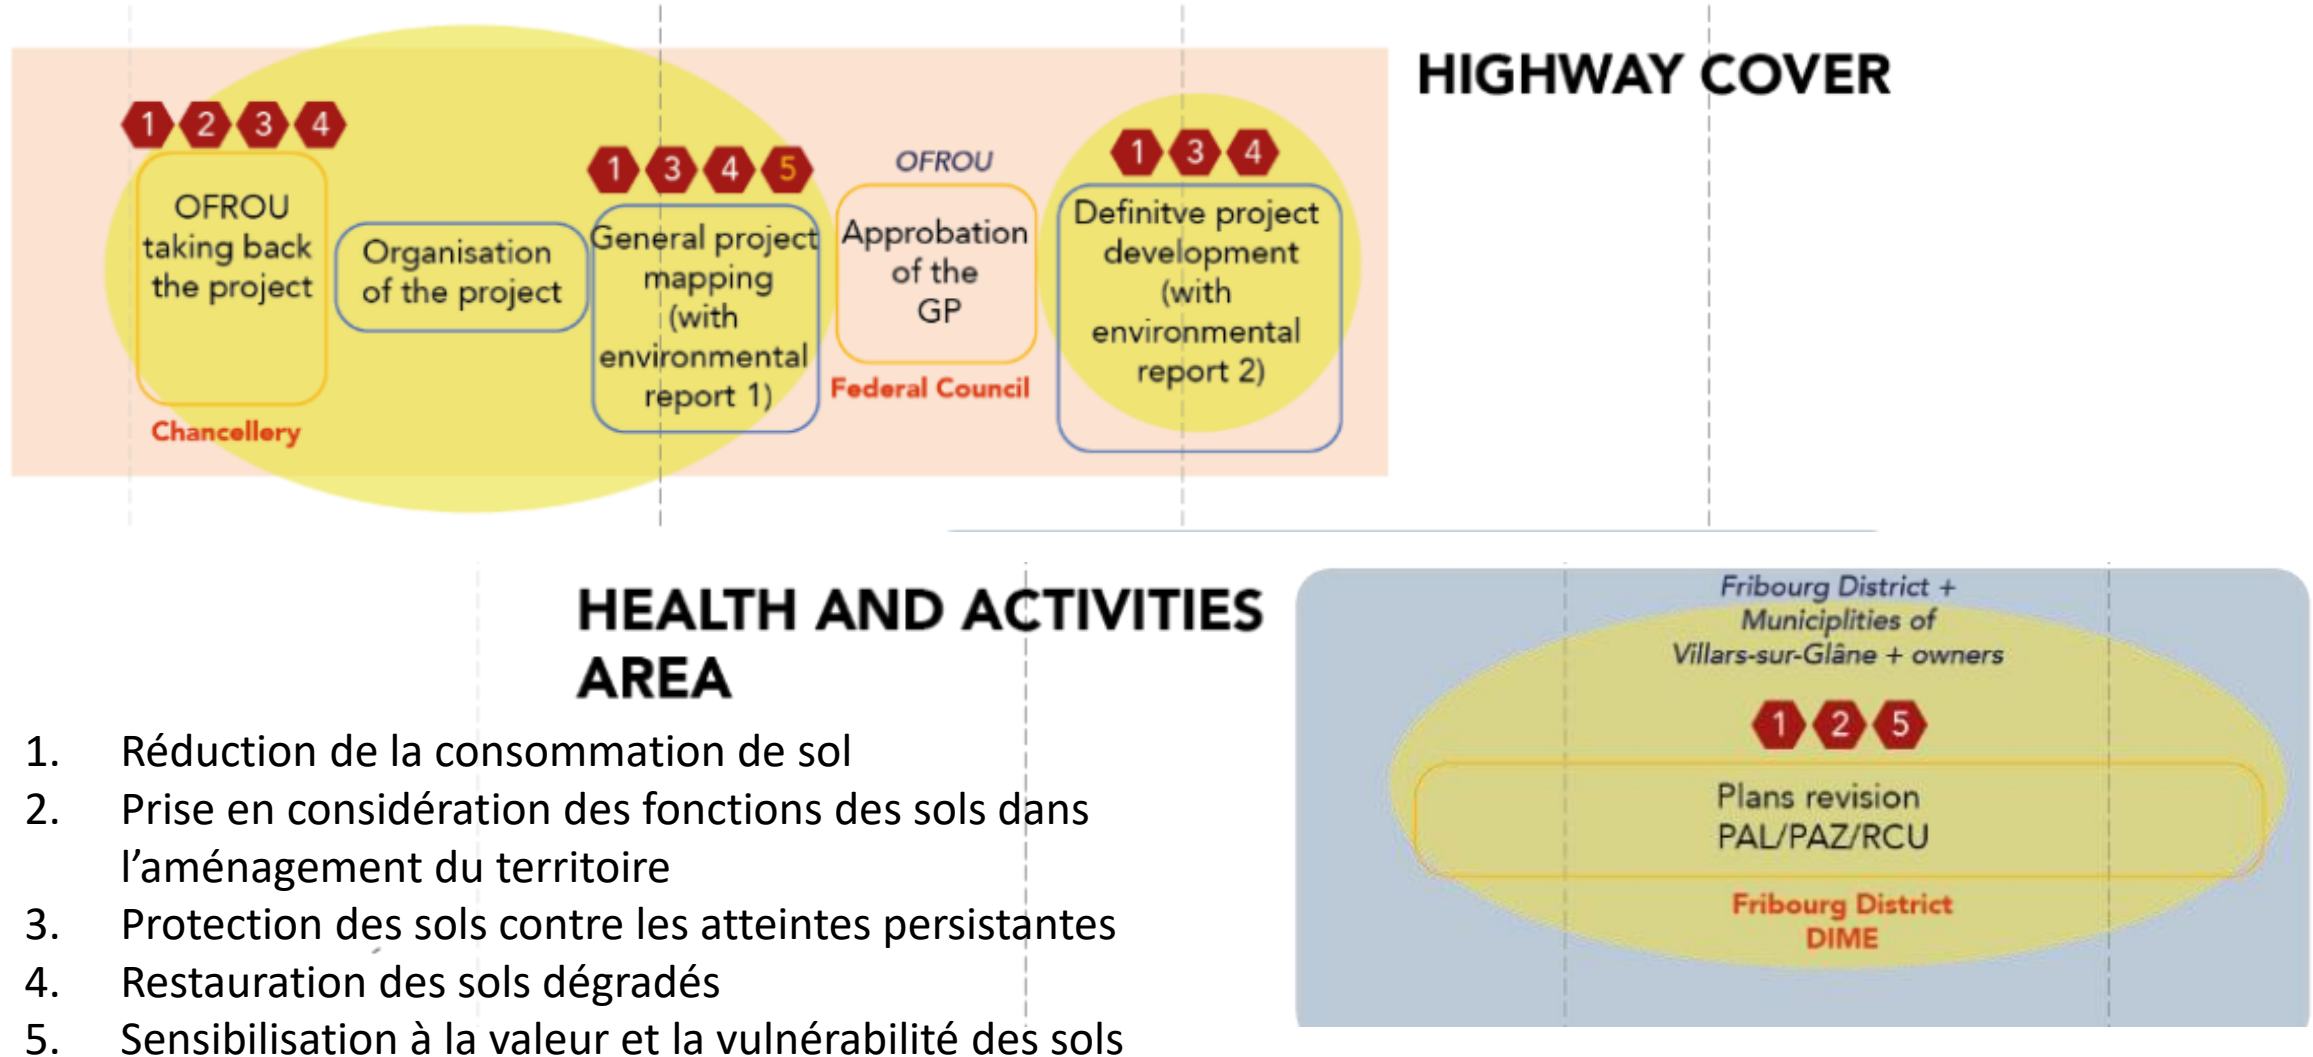 HIGHWAY COVER
1 2 3 4
OFROU
taking back
the project
Chancellery
Organisation
of the project
1 3 4 5
General project
mapping
(with
environmental
report 1)
OFROU
Approbation
of the
GP
Federal Council
1 3 4
Definitve project
development
(with
environmental
report 2)
HEALTH AND ACTIVITIES
AREA
Fribourg District +
Municiplities of
Villars-sur-Glâne + owners
1 2 5
Plans revision
PAL/PAZ/RCU
Fribourg District
DIME
1. Réduction de la consommation de sol
2. Prise en considération des fonctions des sols dans
l’aménagement du territoire
3. Protection des sols contre les atteintes persistantes
4. Restauration des sols dégradés
5. Sensibilisation à la valeur et la vulnérabilité des sols